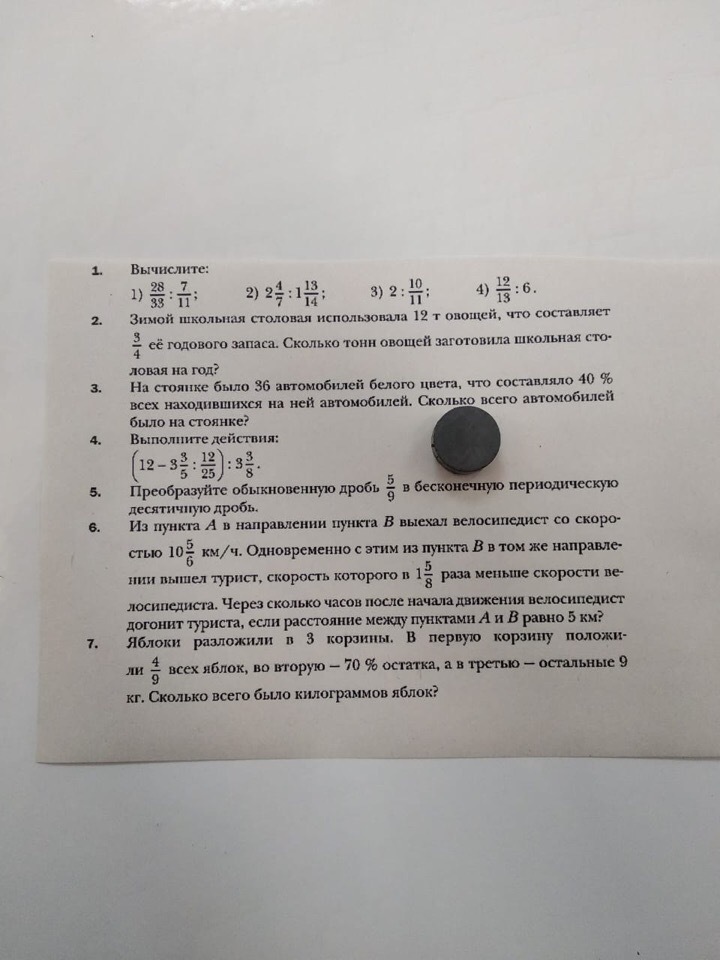 1. Вычислите:
1) 28/33 : 7/11; 2) 2 4/7 : 1 13/14; 3) 2 : 10/11; 4) 12/13 : 6.
2. Зимой школьная столовая использовала 12 т овощей, что составляет
3/4 её годового запаса. Сколько тонн овощей заготовила школьная сто-
ловая на год?
3. На стоянке было 36 автомобилей белого цвета, что составляло 40 %
всех находившихся на ней автомобилей. Сколько всего автомобилей
было на стоянке?
4. Выполните действия:
(12 – 3 3/5 : 12/25) : 3 3/8.
5. Преобразуйте обыкновенную дробь 5/9 в бесконечную периодическую
десятичную дробь.
6. Из пункта A в направлении пункта B выехал велосипедист со скоро-
стью 10 5/6 км/ч. Одновременно с этим из пункта B в том же направле-
нии вышел турист, скорость которого в 1 5/8 раза меньше скорости ве-
лосипедиста. Через сколько часов после начала движения велосипедист
догонит туриста, если расстояние между пунктами A и B равно 5 км?
7. Яблоки разложили в 3 корзины. В первую корзину положи-
ли 4/9 всех яблок, во вторую – 70 % остатка, а в третью – остальные 9
кг. Сколько всего было килограммов яблок?